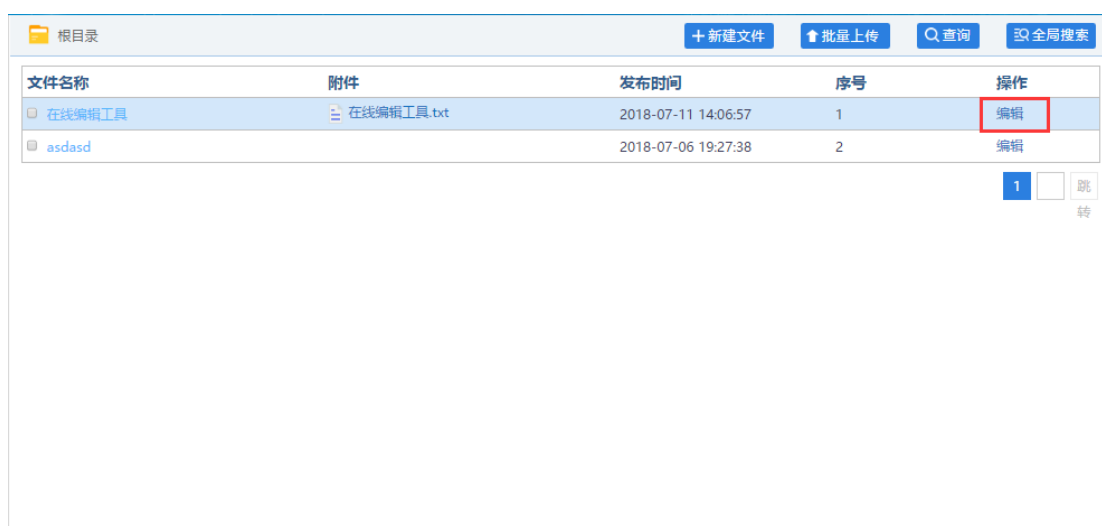 根目录 新建文件 批量上传 查询 全局搜索
文件名称 附件 发布时间 序号 操作
在线编辑工具 在线编辑工具.txt 2018-07-11 14:06:57 1 编辑
asdasd 2018-07-06 19:27:38 2 编辑
1 跳
转